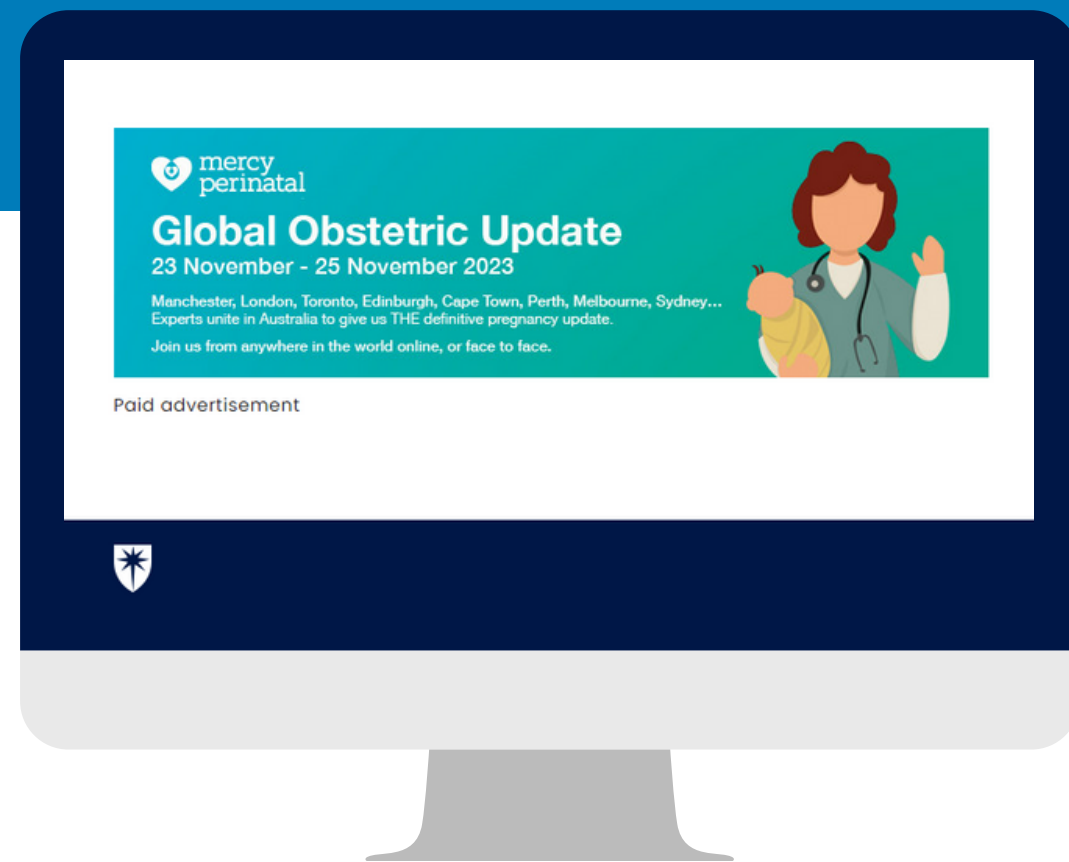 mercy
perinatal
Global Obstetric Update
23 November - 25 November 2023
Manchester, London, Toronto, Edinburgh, Cape Town, Perth, Melbourne, Sydney...
Experts unite in Australia to give us THE definitive pregnancy update.
Join us from anywhere in the world online, or face to face.
Paid advertisement